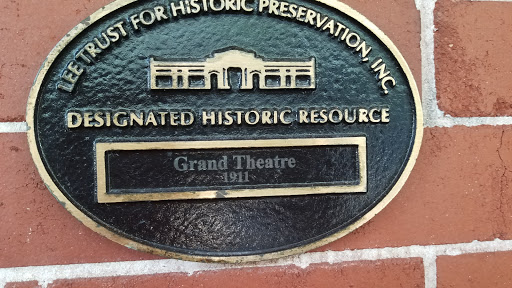 LEE TRUST FOR HISTORIC PRESERVATION, INC.
DESIGNATED HISTORIC RESOURCE
Grand Theatre
1911